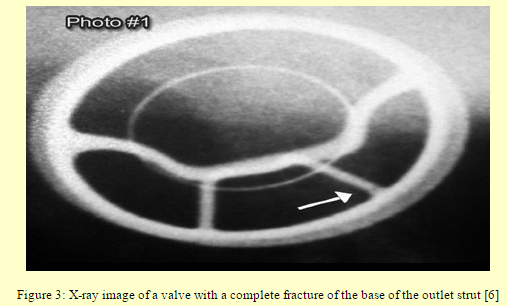 Photo #1
Figure 3: X-ray image of a valve with a complete fracture of the base of the outlet strut [6]